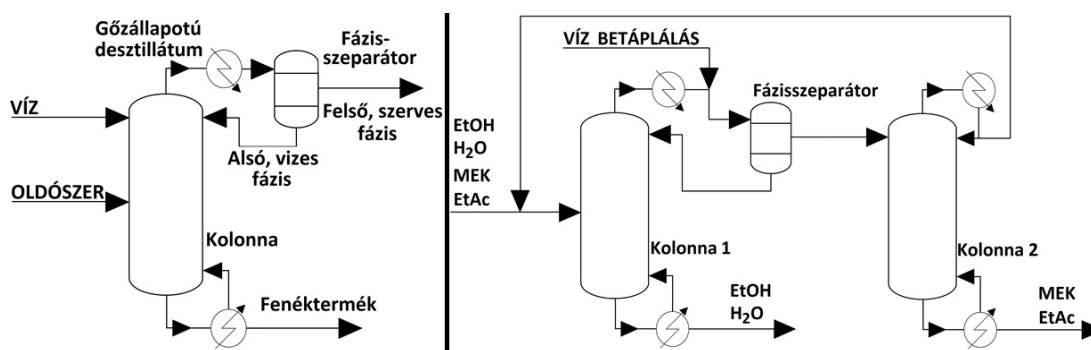 Gőzállapotú
desztillátum
Fázis-
szeparátor
VÍZ
Felső, szerves
fázis
Alsó, vizes
fázis
OLDÓSZER
Kolonna
Fenéktermék
VÍZ BETÁPLÁLÁS
Fázisszeparátor
EtOH
H2O
MEK
EtAc
Kolonna 1
EtOH
H2O
Kolonna 2
MEK
EtAc